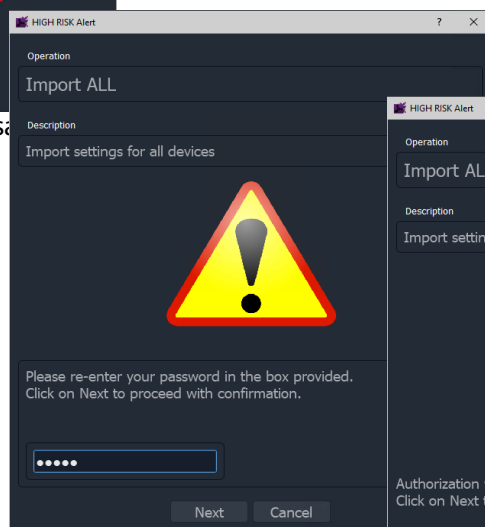 HIGH RISK Alert
Operation
Import ALL
Description
Import settings for all devices
Please re-enter your password in the box provided.
Click on Next to proceed with confirmation.
•••••
Next
Cancel
HIGH RISK Alert
Operation
Import AL
Description
Import settin
Authorization
Click on Next